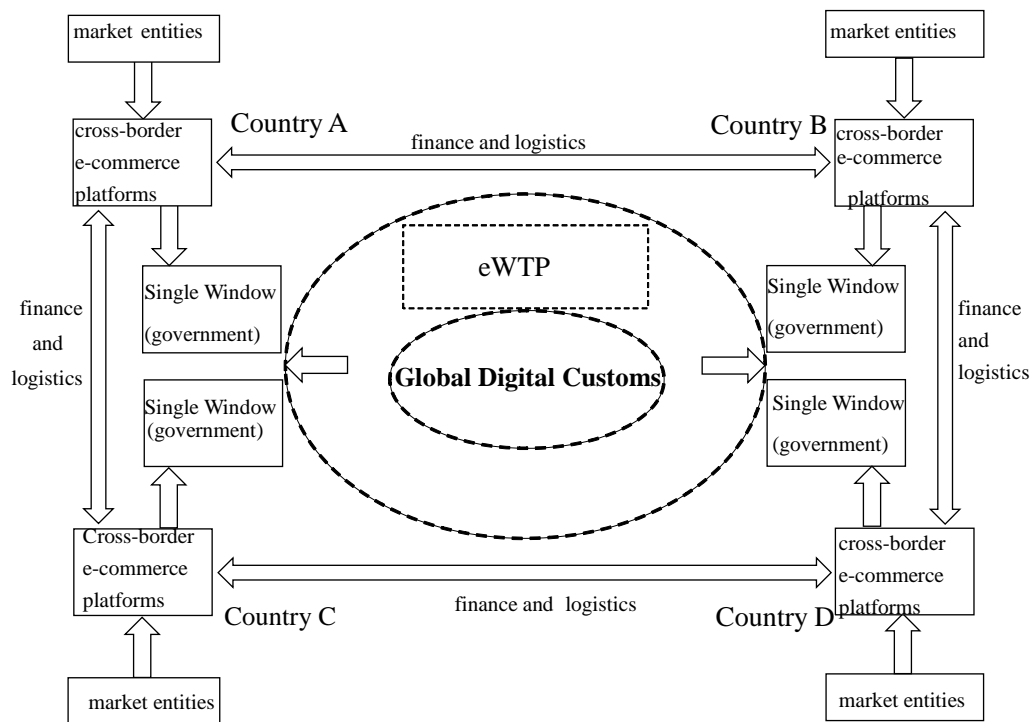 market entities
market entities
Country A
Country B
cross-border
e-commerce
platforms
finance and logistics
cross-border
e-commerce
platforms
eWTP
Single Window
(government)
Single Window
(government)
finance
and
logistics
finance
and
logistics
Global Digital Customs
Single Window
(government)
Single Window
(government)
Cross-border
e-commerce
platforms
cross-border
e-commerce
platforms
finance and logistics
Country C
Country D
market entities
market entities